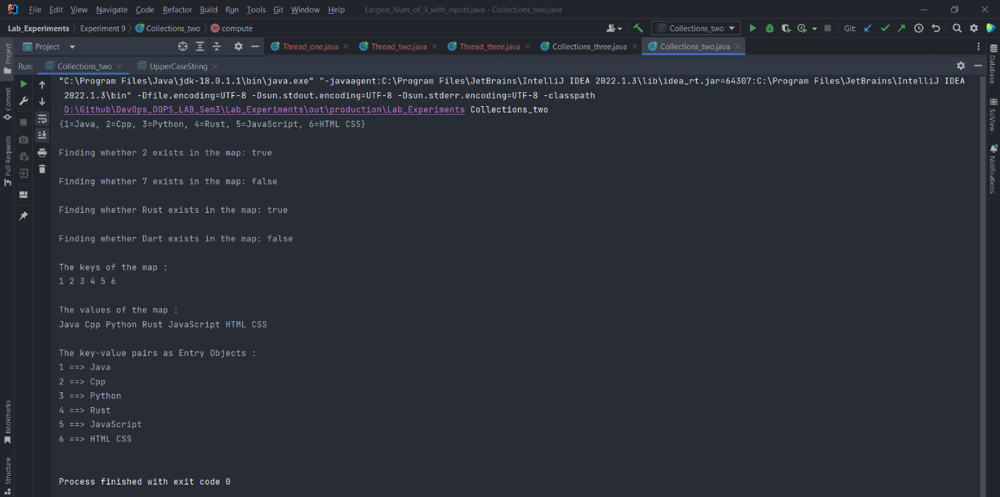 File Edit View Navigate Code Refactor Build Run Tools Git Window Help Largest_Num_of_3_with_inputs.java - Collections_two.java
Lab_Experiments Experiment 9 Collections_two compute Collections_two Git:
Project Thread_one.java Thread_two.java Thread_three.java Collections_three.java Collections_two.java
Run: Collections_two UpperCaseString
"C:\Program Files\Java\jdk-18.0.1.1\bin\java.exe" "-javaagent:C:\Program Files\JetBrains\IntelliJ IDEA 2022.1.3\lib\idea_rt.jar=64307:C:\Program Files\JetBrains\IntelliJ IDEA
2022.1.3\bin" -Dfile.encoding=UTF-8 -Dsun.stdout.encoding=UTF-8 -Dsun.stderr.encoding=UTF-8 -classpath
D:\Github\DevOps_OOPS_LAB_Sem3\Lab_Experiments\out\production\Lab_Experiments Collections_two
{1=Java, 2=Cpp, 3=Python, 4=Rust, 5=JavaScript, 6=HTML CSS}
Finding whether 2 exists in the map: true
Finding whether 7 exists in the map: false
Finding whether Rust exists in the map: true
Finding whether Dart exists in the map: false
The keys of the map :
1 2 3 4 5 6
The values of the map :
Java Cpp Python Rust JavaScript HTML CSS
The key-value pairs as Entry Objects :
1 ==> Java
2 ==> Cpp
3 ==> Python
4 ==> Rust
5 ==> JavaScript
6 ==> HTML CSS
Process finished with exit code 0
Project
Commit
Pull Requests
Bookmarks
Structure
Database
SciView
Notifications